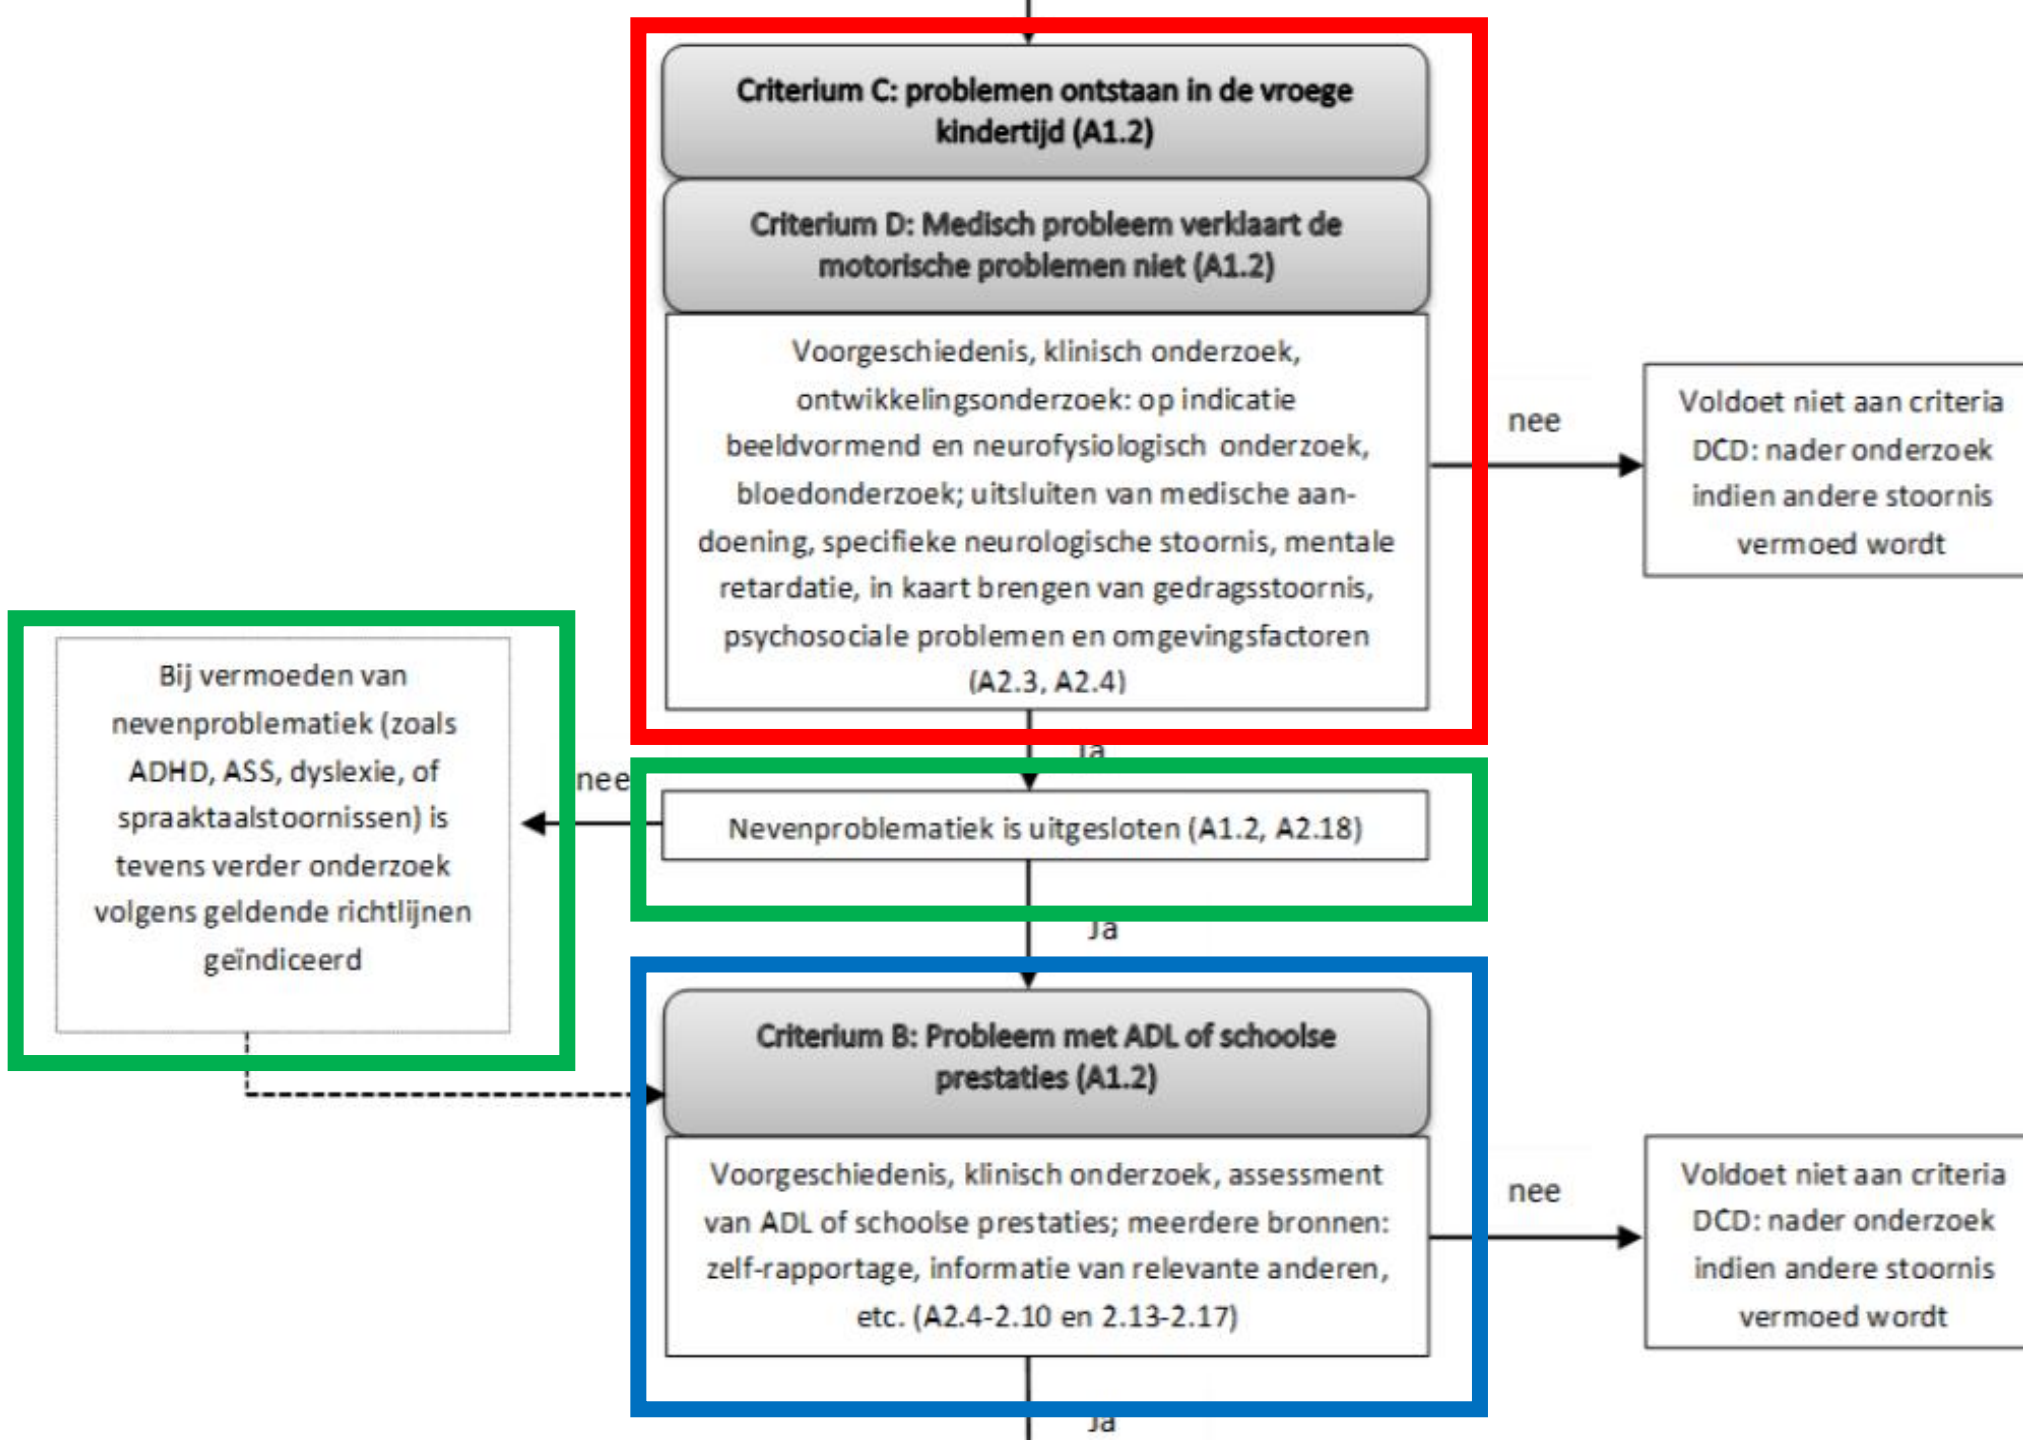 Criterium C: problemen ontstaan in de vroege
kindertijd (A1.2)
Criterium D: Medisch probleem verklaart de
motorische problemen niet (A1.2)
Voorgeschiedenis, klinisch onderzoek,
ontwikkelingsonderzoek: op indicatie
beeldvormend en neurofysiologisch onderzoek,
bloedonderzoek; uitsluiten van medische aan-
doening, specifieke neurologische stoornis, mentale
retardatie, in kaart brengen van gedragsstoornis,
psychosociale problemen en omgevingsfactoren
(A2.3, A2.4)
nee
Voldoet niet aan criteria
DCD: nader onderzoek
indien andere stoornis
vermoed wordt
Ja
Nevenproblematiek is uitgesloten (A1.2, A2.18)
nee
Bij vermoeden van
nevenproblematiek (zoals
ADHD, ASS, dyslexie, of
spraaktaalstoornissen) is
tevens verder onderzoek
volgens geldende richtlijnen
geïndiceerd
Ja
Criterium B: Probleem met ADL of schoolse
prestaties (A1.2)
Voorgeschiedenis, klinisch onderzoek, assessment
van ADL of schoolse prestaties; meerdere bronnen:
zelf-rapportage, informatie van relevante anderen,
etc. (A2.4-2.10 en 2.13-2.17)
nee
Voldoet niet aan criteria
DCD: nader onderzoek
indien andere stoornis
vermoed wordt
Ja